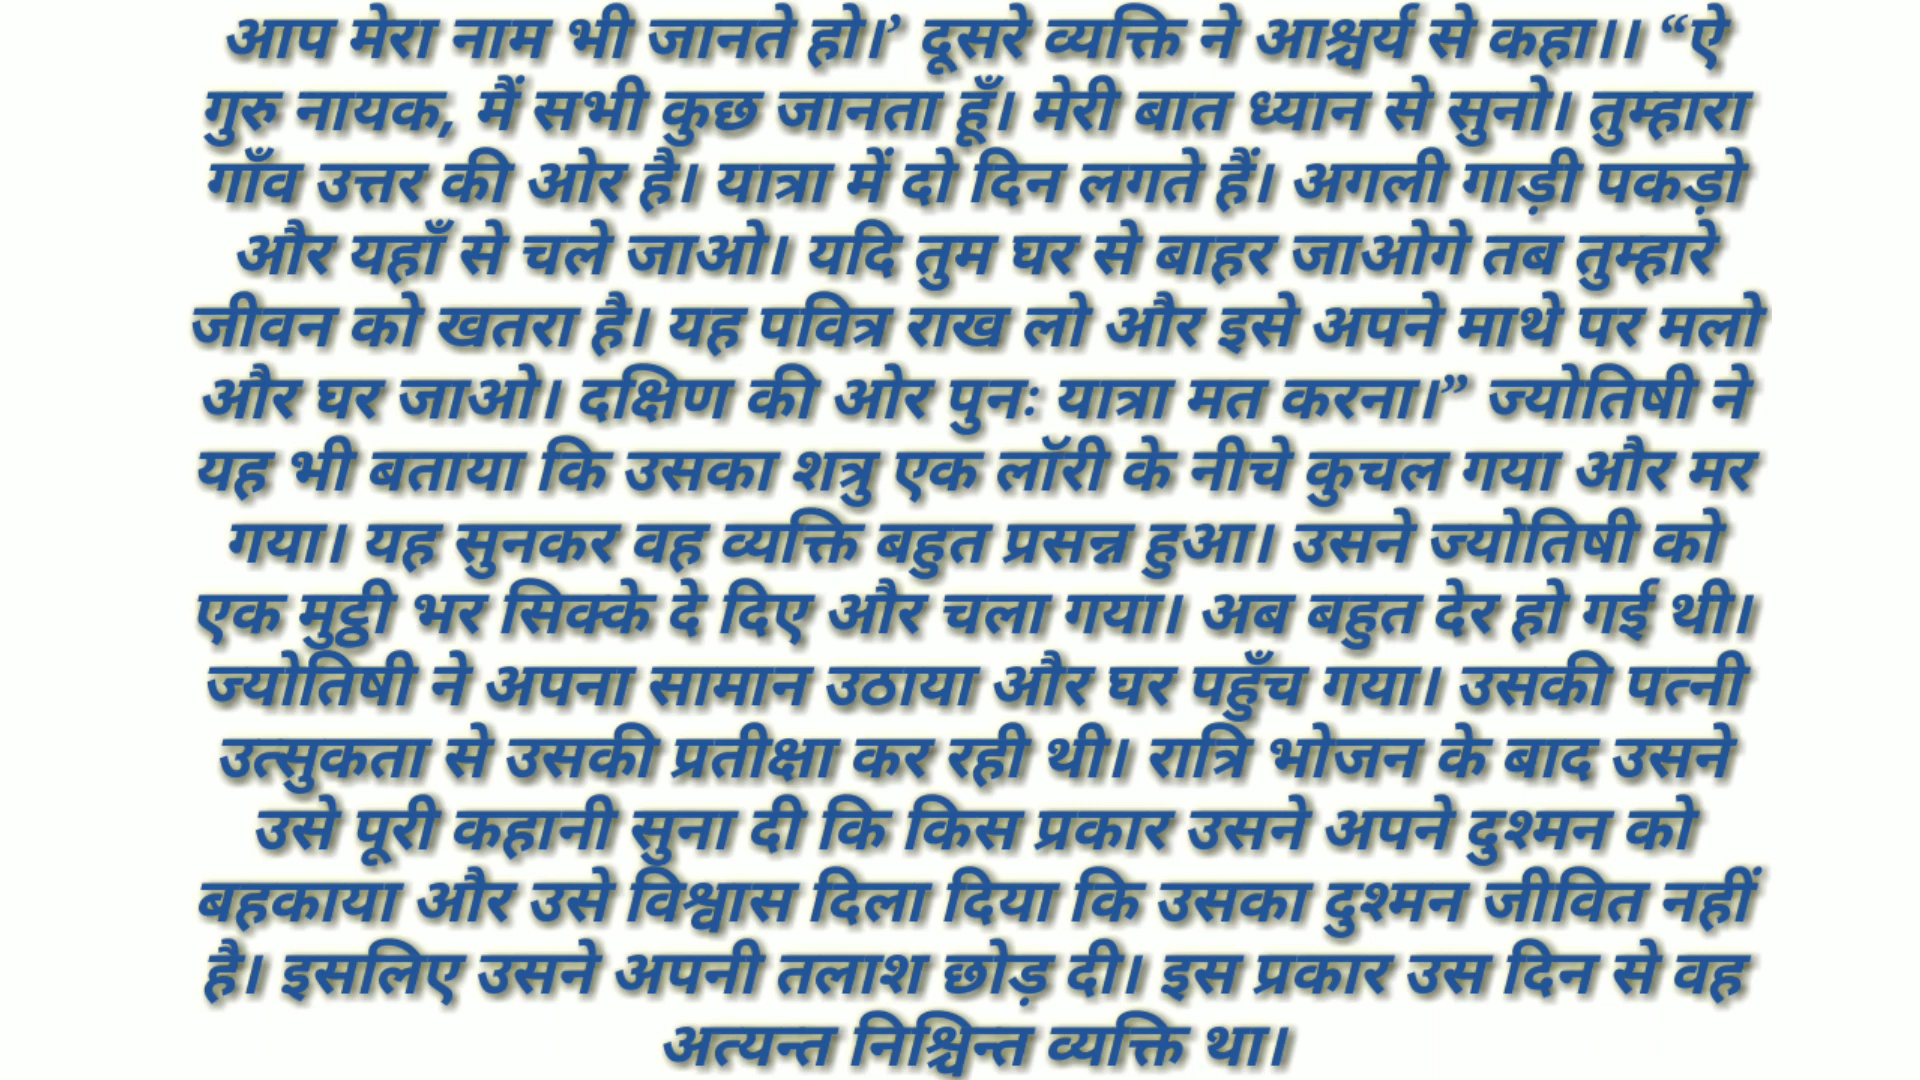 आप मेरा नाम भी जानते हो।’ दूसरे व्यक्ति ने आश्चर्य से कहा।। “ऐ
गुरु नायक, मैं सभी कुछ जानता हूँ। मेरी बात ध्यान से सुनो। तुम्हारा
गाँव उत्तर की ओर है। यात्रा में दो दिन लगते हैं। अगली गाड़ी पकड़ो
और यहाँ से चले जाओ। यदि तुम घर से बाहर जाओगे तब तुम्हारे
जीवन को खतरा है। यह पवित्र राख लो और इसे अपने माथे पर मलो
और घर जाओ। दक्षिण की ओर पुनः यात्रा मत करना।” ज्योतिषी ने
यह भी बताया कि उसका शत्रु एक लॉरी के नीचे कुचल गया और मर
गया। यह सुनकर वह व्यक्ति बहुत प्रसन्न हुआ। उसने ज्योतिषी को
एक मुट्ठी भर सिक्के दे दिए और चला गया। अब बहुत देर हो गई थी।
ज्योतिषी ने अपना सामान उठाया और घर पहुँच गया। उसकी पत्नी
उत्सुकता से उसकी प्रतीक्षा कर रही थी। रात्रि भोजन के बाद उसने
उसे पूरी कहानी सुना दी कि किस प्रकार उसने अपने दुश्मन को
बहकाया और उसे विश्वास दिला दिया कि उसका दुश्मन जीवित नहीं
है। इसलिए उसने अपनी तलाश छोड़ दी। इस प्रकार उस दिन से वह
अत्यन्त निश्चिन्त व्यक्ति था।